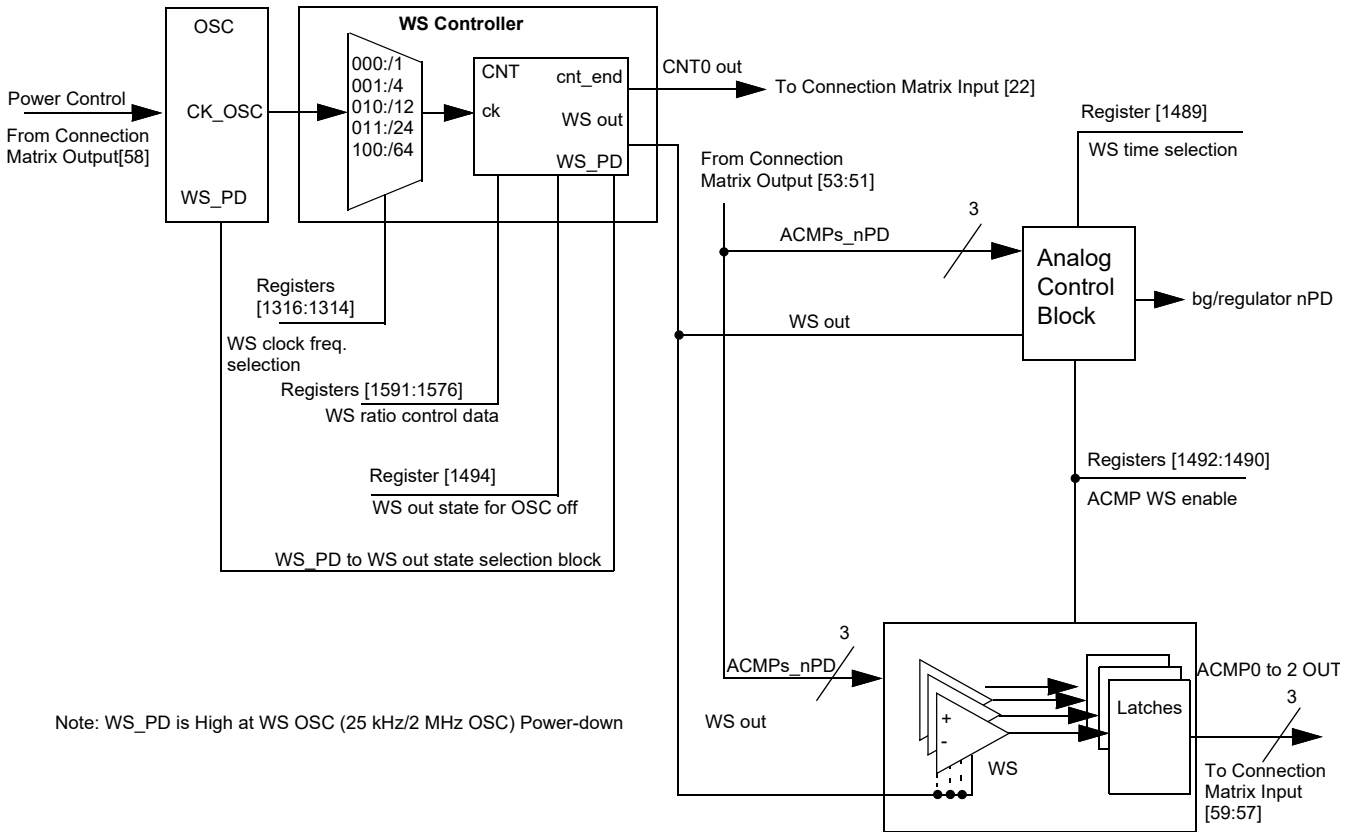 OSC
WS Controller
000:/1
001:/4
010:/12
011:/24
100:/64
CNT
cnt_end
ck
WS out
WS_PD
CNT0 out
To Connection Matrix Input [22]
Power Control
From Connection
Matrix Output[58]
CK_OSC
WS_PD
Register [1489]
WS time selection
From Connection
Matrix Output [53:51]
3
ACMPs_nPD
Analog
Control
Block
bg/regulator nPD
WS out
Registers
[1316:1314]
WS clock freq.
selection
Registers [1591:1576]
WS ratio control data
Register [1494]
WS out state for OSC off
WS_PD to WS out state selection block
Registers [1492:1490]
ACMP WS enable
3
ACMPs_nPD
ACMP0 to 2 OUT
3
Latches
+
-
WS
WS out
Note: WS_PD is High at WS OSC (25 kHz/2 MHz OSC) Power-down
To Connection
Matrix Input
[59:57]